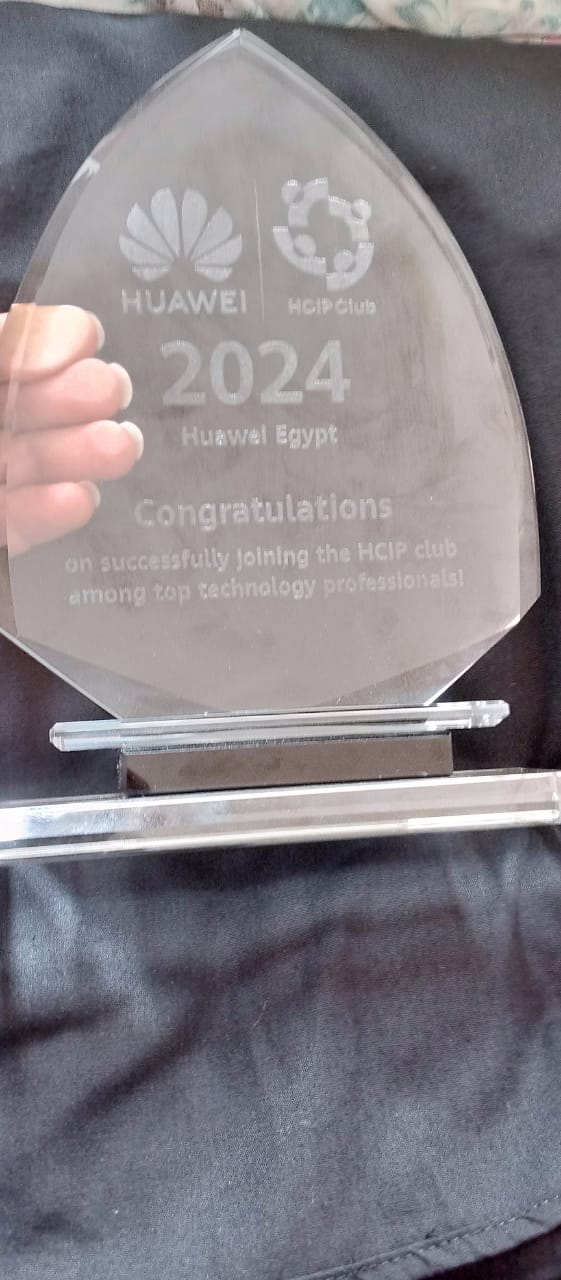 HUAWEI
HCIP Club
2024
Huawei Egypt
Congratulations
on successfully joining the HCIP club
among top technology professionals!